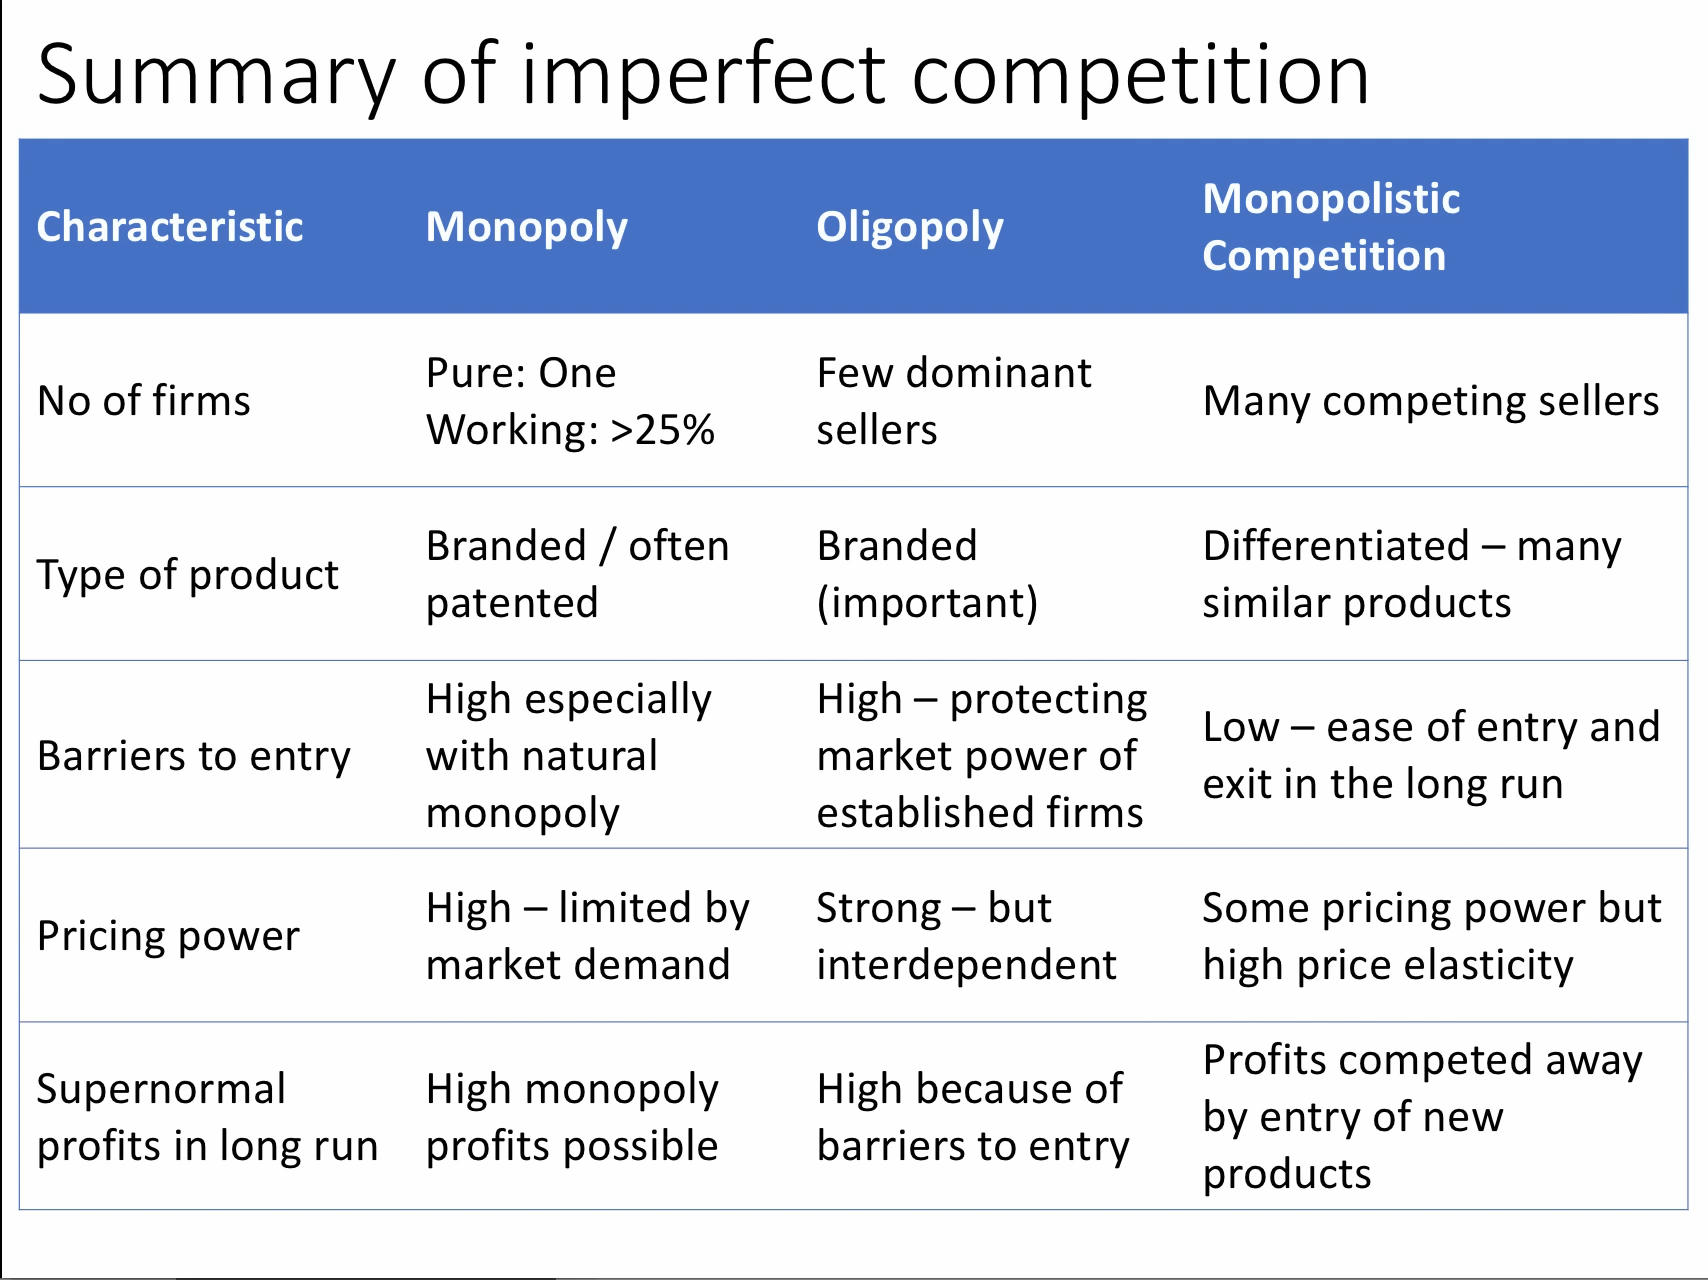 Summary of imperfect competition
Characteristic
Monopoly
Oligopoly
Monopolistic
Competition
No of firms
Pure: One
Working: >25%
Few dominant
sellers
Many competing sellers
Type of product
Branded / often
patented
Branded
(important)
Differentiated – many
similar products
Barriers to entry
High especially
with natural
monopoly
High – protecting
market power of
established firms
Low – ease of entry and
exit in the long run
Pricing power
High – limited by
market demand
Strong – but
interdependent
Some pricing power but
high price elasticity
Supernormal
profits in long run
High monopoly
profits possible
High because of
barriers to entry
Profits competed away
by entry of new
products